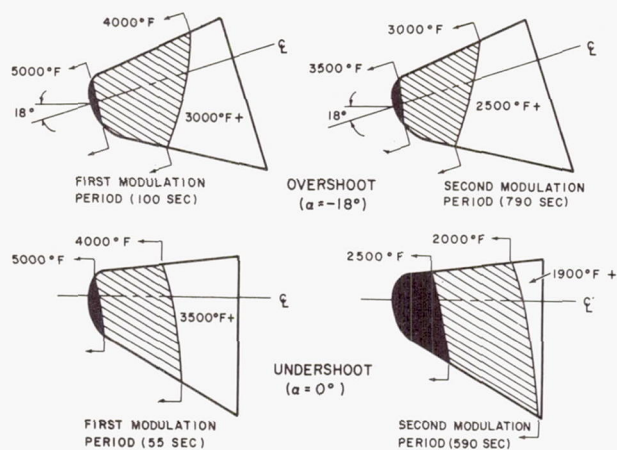 4000°F
5000°F
℄
18°
3000°F+
FIRST MODULATION
PERIOD (100 SEC)
OVERSHOOT
(α=-18°)
3000°F
3500°F
℄
18°
2500°F+
SECOND MODULATION
PERIOD (790 SEC)
4000°F
5000°F
℄
3500°F+
FIRST MODULATION
PERIOD (55 SEC)
UNDERSHOOT
(α=0°)
2000°F
2500°F
1900°F +
℄
SECOND MODULATION
PERIOD (590 SEC)